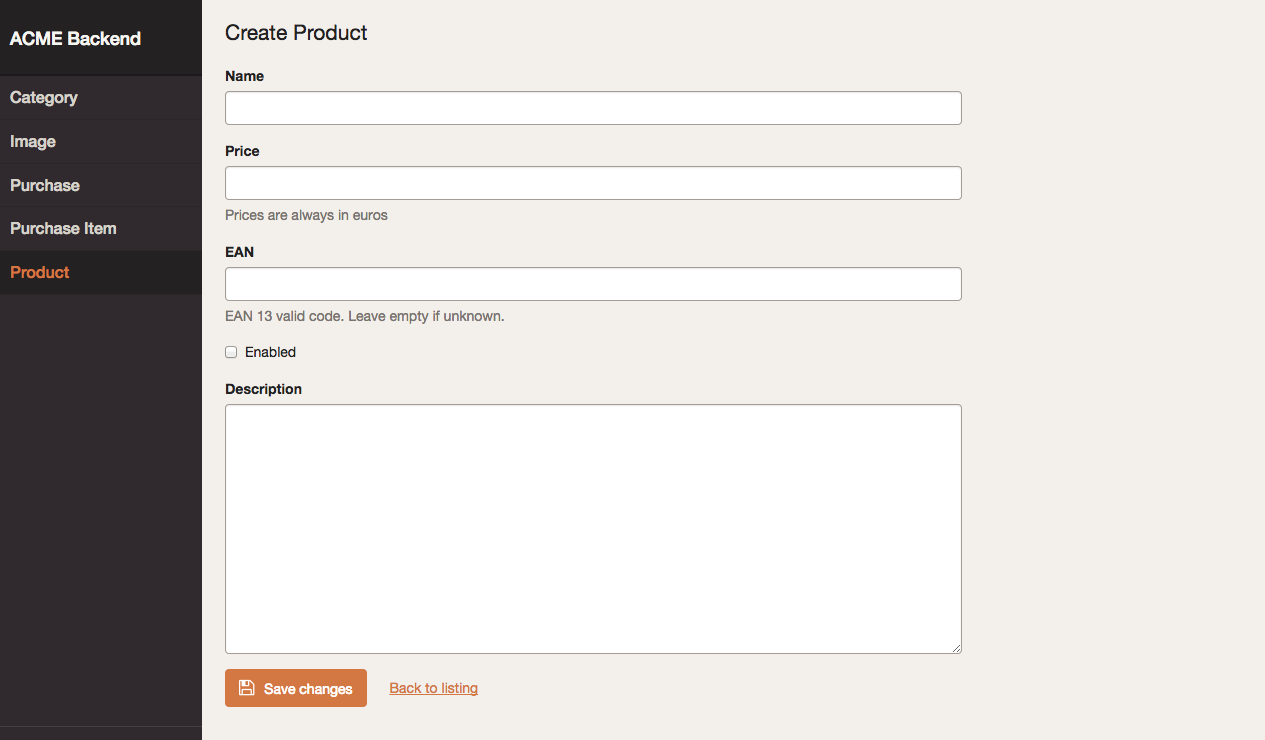 ACME Backend
Category
Image
Purchase
Purchase Item
Product
Create Product
Name
Price
Prices are always in euros
EAN
EAN 13 valid code. Leave empty if unknown.
Enabled
Description
Save changes
Back to listing